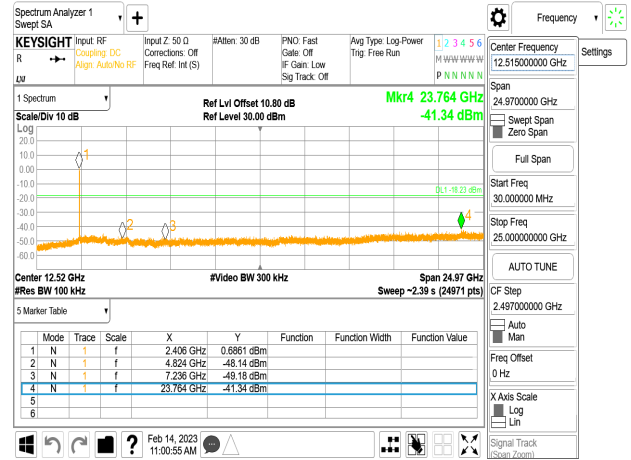 Spectrum Analyzer 1
Swept SA
Frequency
KEYSIGHT
R
Input: RF
Coupling: DC
Align: Auto/No RF
Input Z: 50 Ω
Corrections: Off
Freq Ref: Int (S)
#Atten: 30 dB
PNO: Fast
Gate: Off
IF Gain: Low
Sig Track: Off
Avg Type: Log-Power
Trig: Free Run
1 2 3 4 5 6
M W W W W W
P N N N N N
1 Spectrum
Scale/Div 10 dB
Ref Lvl Offset 10.80 dB
Ref Level 30.00 dBm
Mkr4 23.764 GHz
-41.34 dBm
Log
20.0
10.0
0.00
-10.0
-20.0
-30.0
-40.0
-50.0
-60.0
1
2
3
4
DL1 -18.23 dBm
Center 12.52 GHz
#Res BW 100 kHz
#Video BW 300 kHz
Span 24.97 GHz
Sweep ~2.39 s (24971 pts)
5 Marker Table
Mode Trace Scale X Y Function Function Width Function Value
1 N 1 f 2.406 GHz 0.6861 dBm
2 N 1 f 4.824 GHz -48.14 dBm
3 N 1 f 7.236 GHz -49.18 dBm
4 N 1 f 23.764 GHz -41.34 dBm
5
6
Feb 14, 2023
11:00:55 AM
Center Frequency
12.515000000 GHz
Settings
Span
24.9700000 GHz
Swept Span
Zero Span
Full Span
Start Freq
30.000000 MHz
Stop Freq
25.000000000 GHz
AUTO TUNE
CF Step
2.497000000 GHz
Auto
Man
Freq Offset
0 Hz
X Axis Scale
Log
Lin
Signal Track
(Span Zoom)